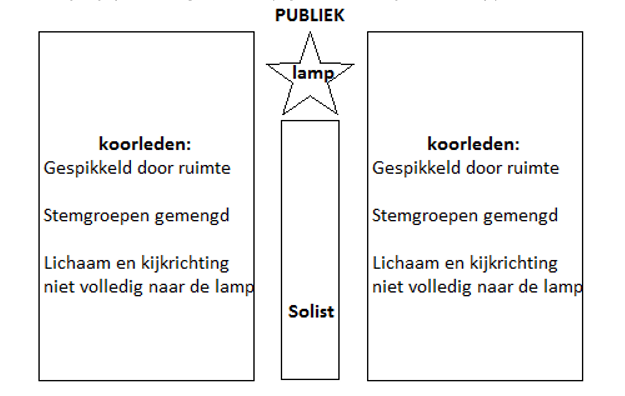 PUBLIEK
lamp
koorleden:
Gespikkeld door ruimte
Stemgroepen gemengd
Lichaam en kijkrichting
niet volledig naar de lamp
Solist
koorleden:
Gespikkeld door ruimte
Stemgroepen gemengd
Lichaam en kijkrichting
niet volledig naar de lamp